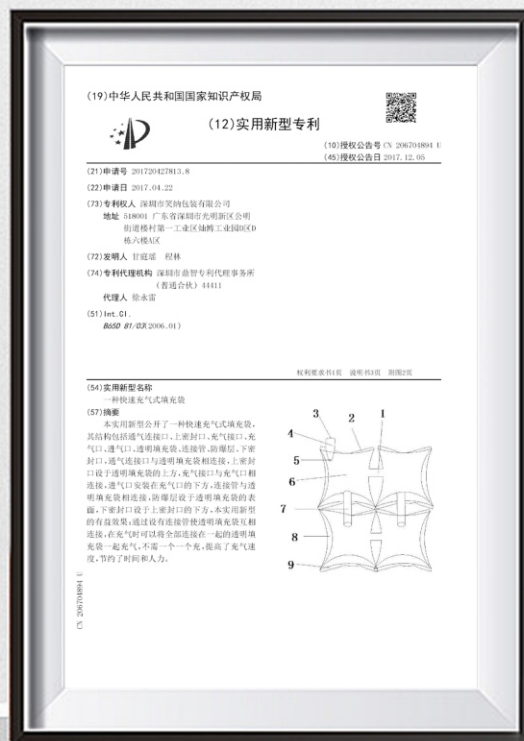 (19)中华人民共和国国家知识产权局
(12)实用新型专利
(10)授权公告号 CN 206704894 U
(45)授权公告日 2017.12.05
(21)申请号 201720427813.8
(22)申请日 2017.04.22
(73)专利权人 深圳市笑纳包装有限公司
地址 518001 广东省深圳市光明新区公明
街道楼村第一工业区灿鸿工业园D区D
栋六楼A区
(72)发明人 甘庭瑶 程林
(74)专利代理机构 深圳市鼎智专利代理事务所
(普通合伙) 44411
代理人 徐永雷
(51)Int.Cl.
B65D 81/03(2006.01)
权利要求书1页 说明书3页 附图2页
(54)实用新型名称
一种快速充气式填充袋
(57)摘要
本实用新型公开了一种快速充气式填充袋,
其结构包括通气连接口、上密封口、充气接口、充
气口、透气口、透明填充袋、连接管、防爆层、下密
封口,通气连接口与透明填充袋相连接,上密封
口设于透明填充袋的上方,充气接口与充气口相
连接,透气口安装在充气口的下方,连接管与透
明填充袋相连接,防爆层设于透明填充袋的表
面,下密封口设于上密封口的下方,本实用新型
的有益效果:通过设有连接管使透明填充袋互相
连接,在充气时可以将全部连接在一起的透明填
充袋一起充气,不需一个一个充,提高了充气速
度,节约了时间和人力。
1
2
3
4
5
6
7
8
9
CN 206704894 U